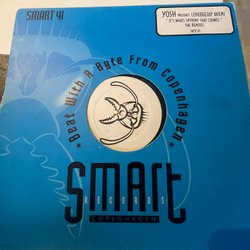 SMART 41
YOSH PRESENTS LOVEDEEJAY AKEMI
"IT'S WHAT'S UPFRONT THAT COUNTS"
THE REMIXES
* Beat With A Byte From Copenhagen *
SMART
RECORDS
COPENHAGEN